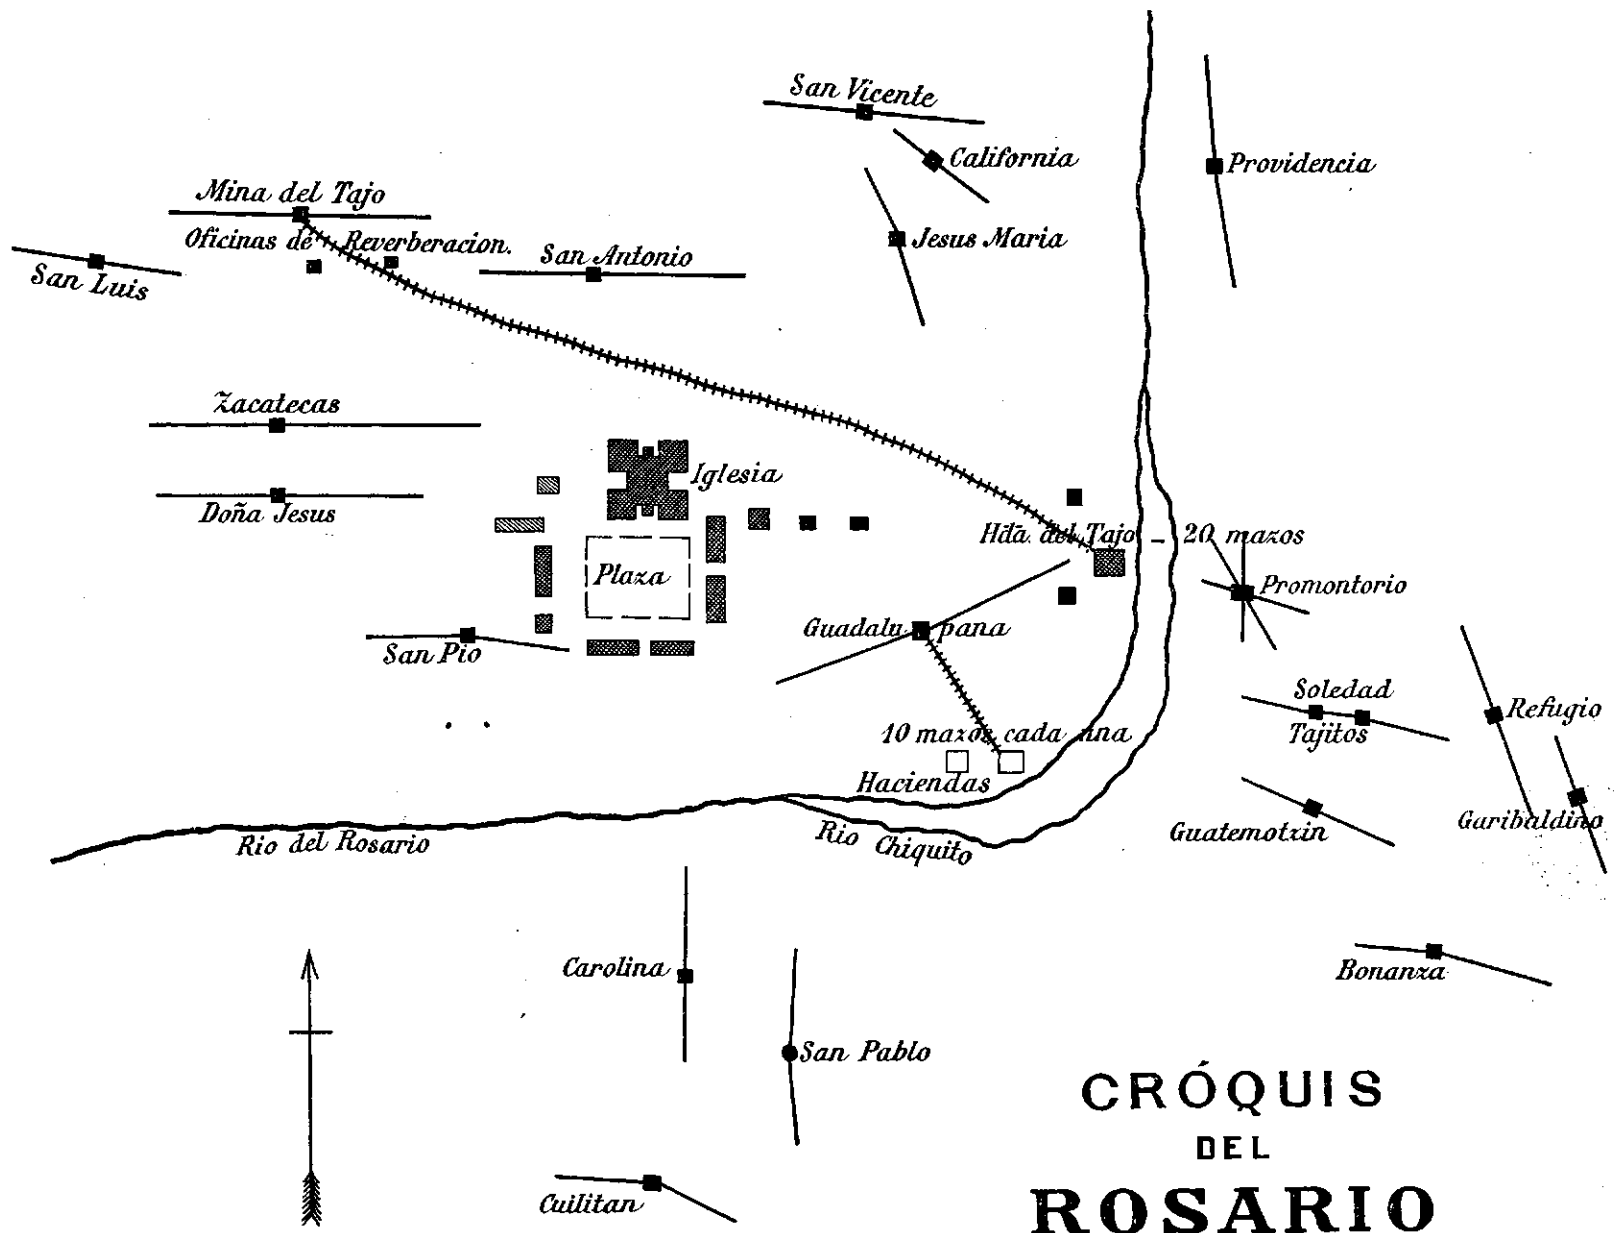 San Vicente
California
Providencia
Mina del Tajo
Jesus Maria
Oficinas de Reverberacion.
San Antonio
San Luis
Zacatecas
Iglesia
Doña Jesus
Hda. del Tajo _ 20 mazos
Plaza
Promontorio
Guadalupana
San Pio
Soledad
Tajitos
Refugio
10 mazos cada una
Haciendas
Guatemotzin
Garibaldino
Rio del Rosario
Rio Chiquito
Carolina
Bonanza
San Pablo
Cuilitan
CRÓQUIS
DEL
ROSARIO